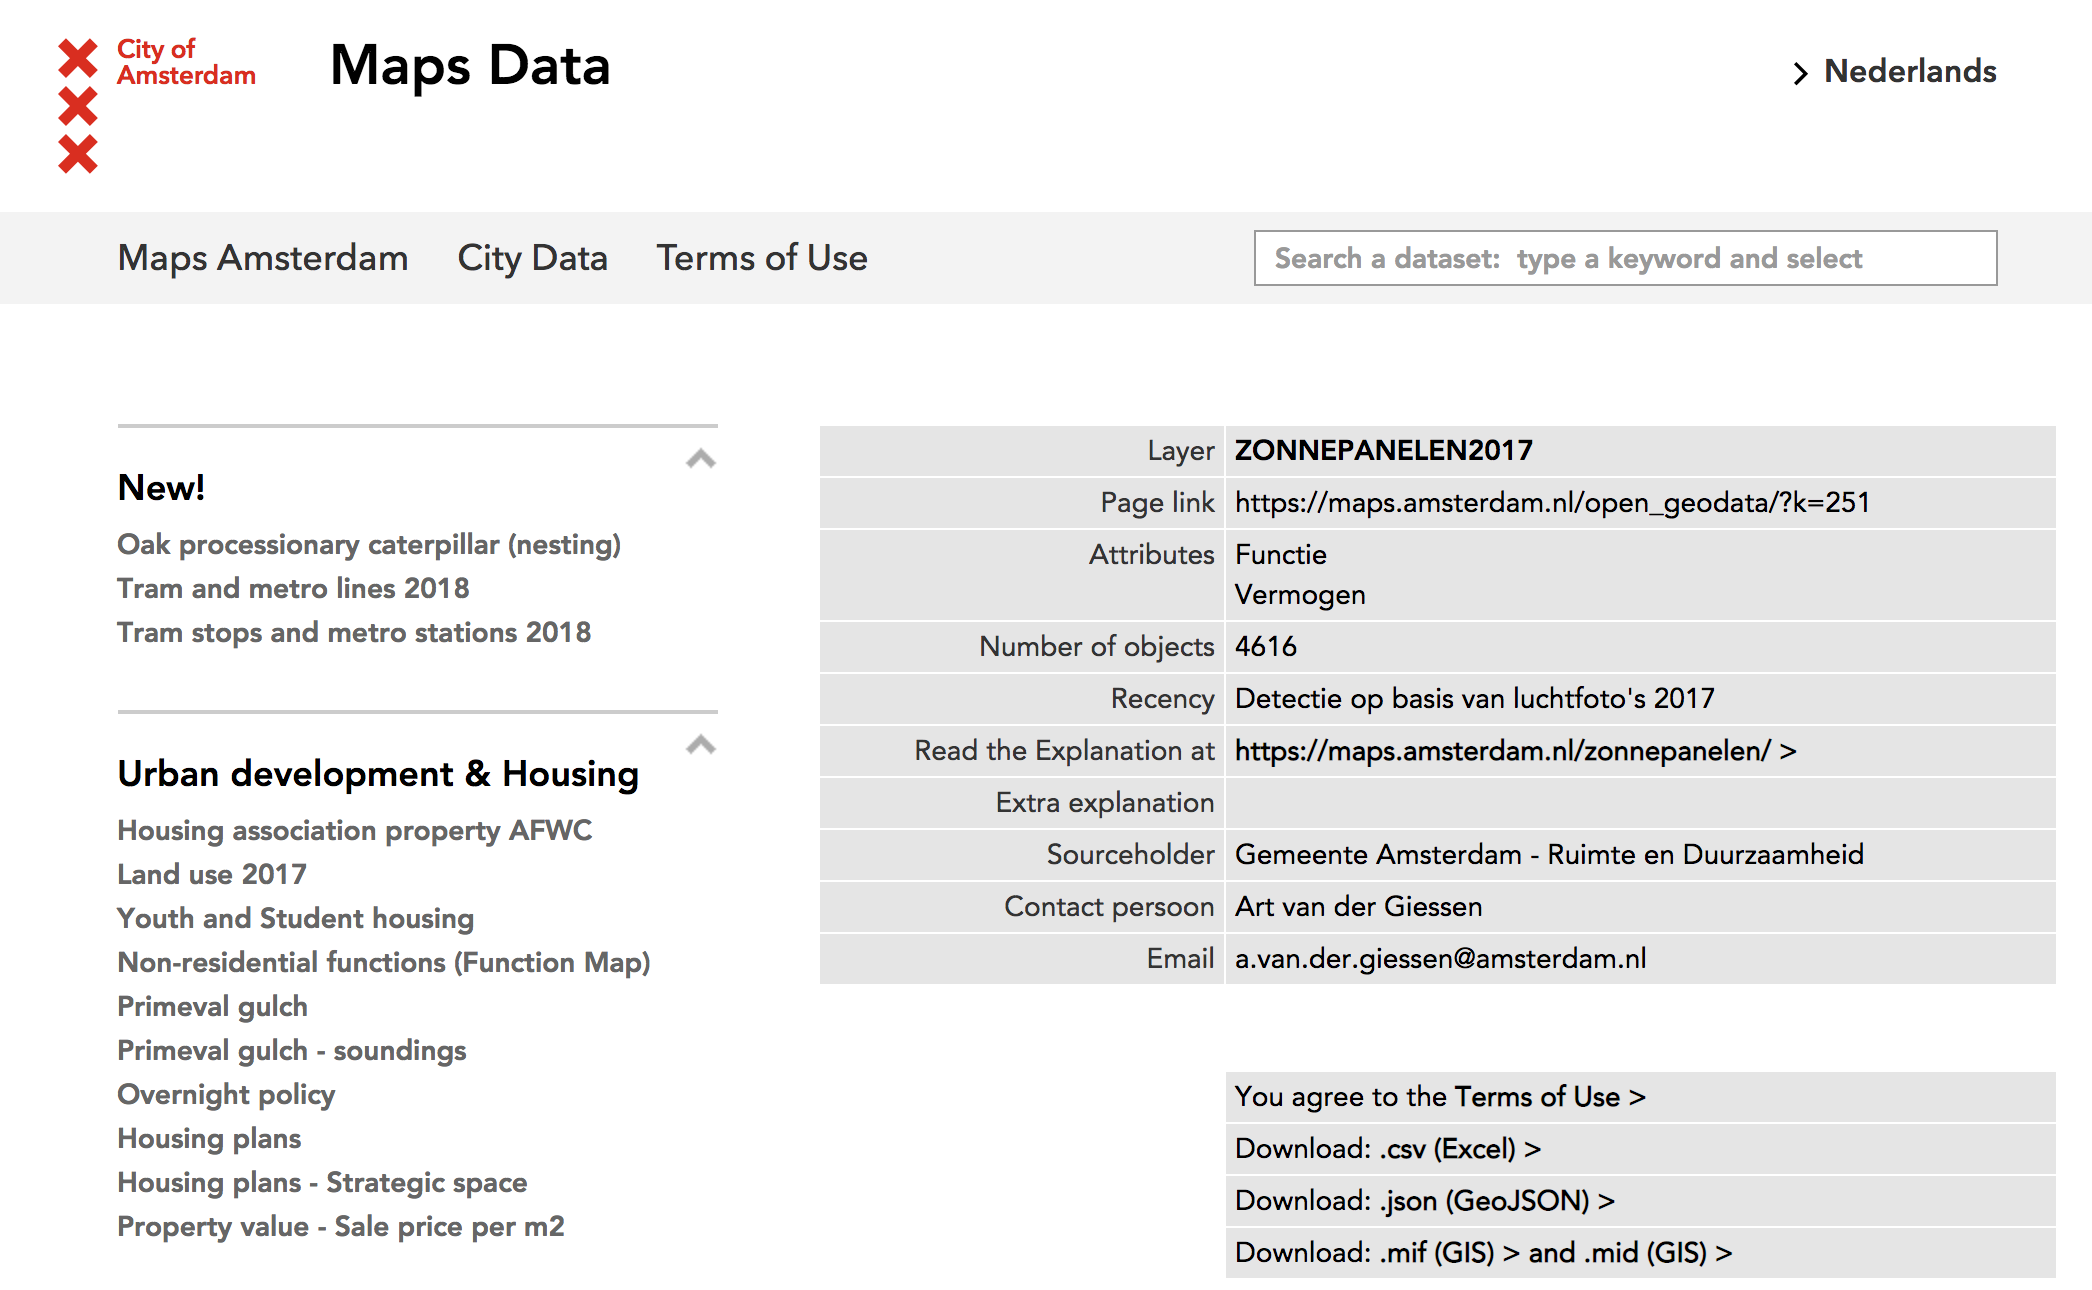 City of
Amsterdam
Maps Data
Nederlands
Maps Amsterdam City Data Terms of Use
Search a dataset: type a keyword and select
New!
Oak processionary caterpillar (nesting)
Tram and metro lines 2018
Tram stops and metro stations 2018
Urban development & Housing
Housing association property AFWC
Land use 2017
Youth and Student housing
Non-residential functions (Function Map)
Primeval gulch
Primeval gulch - soundings
Overnight policy
Housing plans
Housing plans - Strategic space
Property value - Sale price per m2
Layer ZONNEPANELEN2017
Page link https://maps.amsterdam.nl/open_geodata/?k=251
Attributes Functie
Vermogen
Number of objects 4616
Recency Detectie op basis van luchtfoto's 2017
Read the Explanation at https://maps.amsterdam.nl/zonnepanelen/ >
Extra explanation
Sourceholder Gemeente Amsterdam - Ruimte en Duurzaamheid
Contact persoon Art van der Giessen
Email a.van.der.giessen@amsterdam.nl
You agree to the Terms of Use >
Download: .csv (Excel) >
Download: .json (GeoJSON) >
Download: .mif (GIS) > and .mid (GIS) >